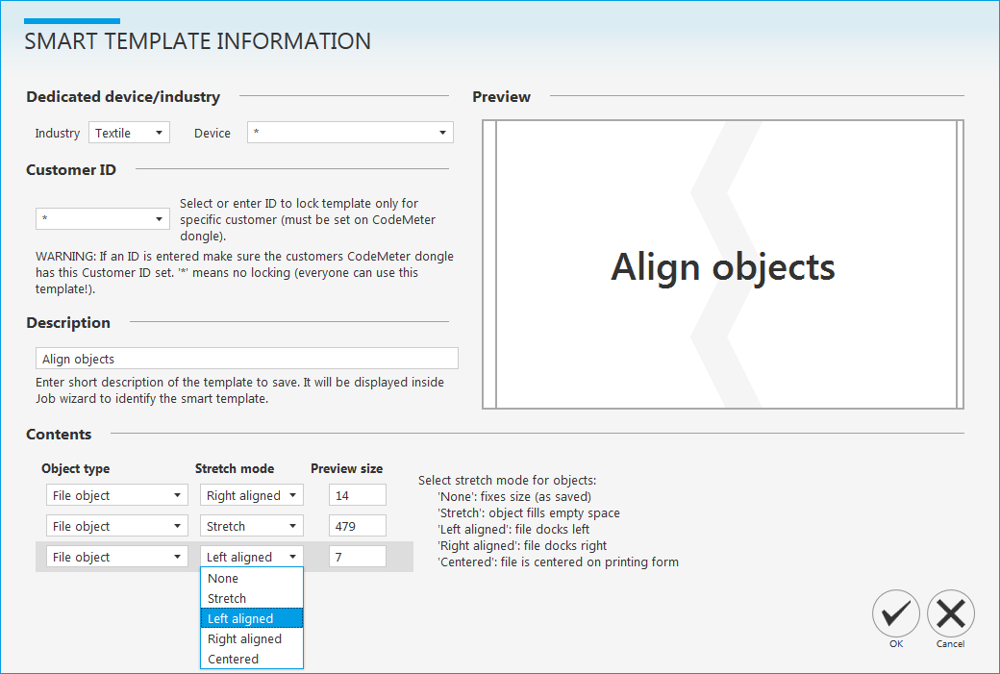 SMART TEMPLATE INFORMATION
Dedicated device/industry
Industry Textile Device *
Customer ID
*
Select or enter ID to lock template only for
specific customer (must be set on CodeMeter
dongle).
WARNING: If an ID is entered make sure the customers CodeMeter dongle
has this Customer ID set. '*' means no locking (everyone can use this
template!).
Description
Align objects
Enter short description of the template to save. It will be displayed inside
Job wizard to identify the smart template.
Preview
Align objects
Contents
Object type Stretch mode Preview size
File object Right aligned 14
File object Stretch 479
File object Left aligned 7
None
Stretch
Left aligned
Right aligned
Centered
Select stretch mode for objects:
'None': fixes size (as saved)
'Stretch': object fills empty space
'Left aligned': file docks left
'Right aligned': file docks right
'Centered': file is centered on printing form
OK Cancel